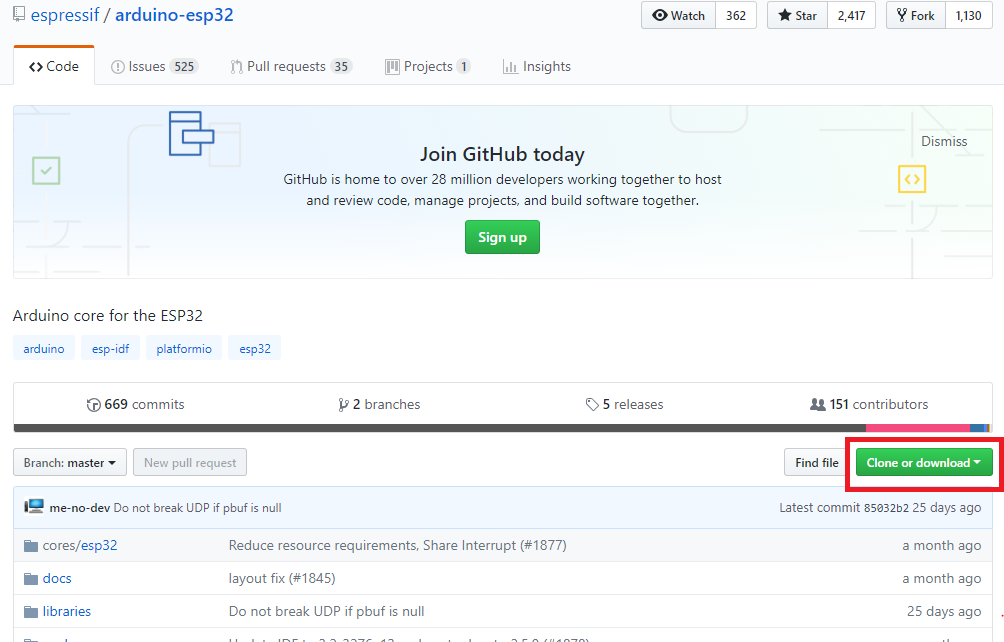 espressif / arduino-esp32 Watch 362 Star 2,417 Fork 1,130
Code Issues 525 Pull requests 35 Projects 1 Insights
Dismiss
Join GitHub today
GitHub is home to over 28 million developers working together to host
and review code, manage projects, and build software together.
Sign up
Arduino core for the ESP32
arduino esp-idf platformio esp32
669 commits 2 branches 5 releases 151 contributors
Branch: master New pull request Find file Clone or download
me-no-dev Do not break UDP if pbuf is null Latest commit 85032b2 25 days ago
cores/esp32 Reduce resource requirements, Share Interrupt (#1877) a month ago
docs layout fix (#1845) a month ago
libraries Do not break UDP if pbuf is null 25 days ago